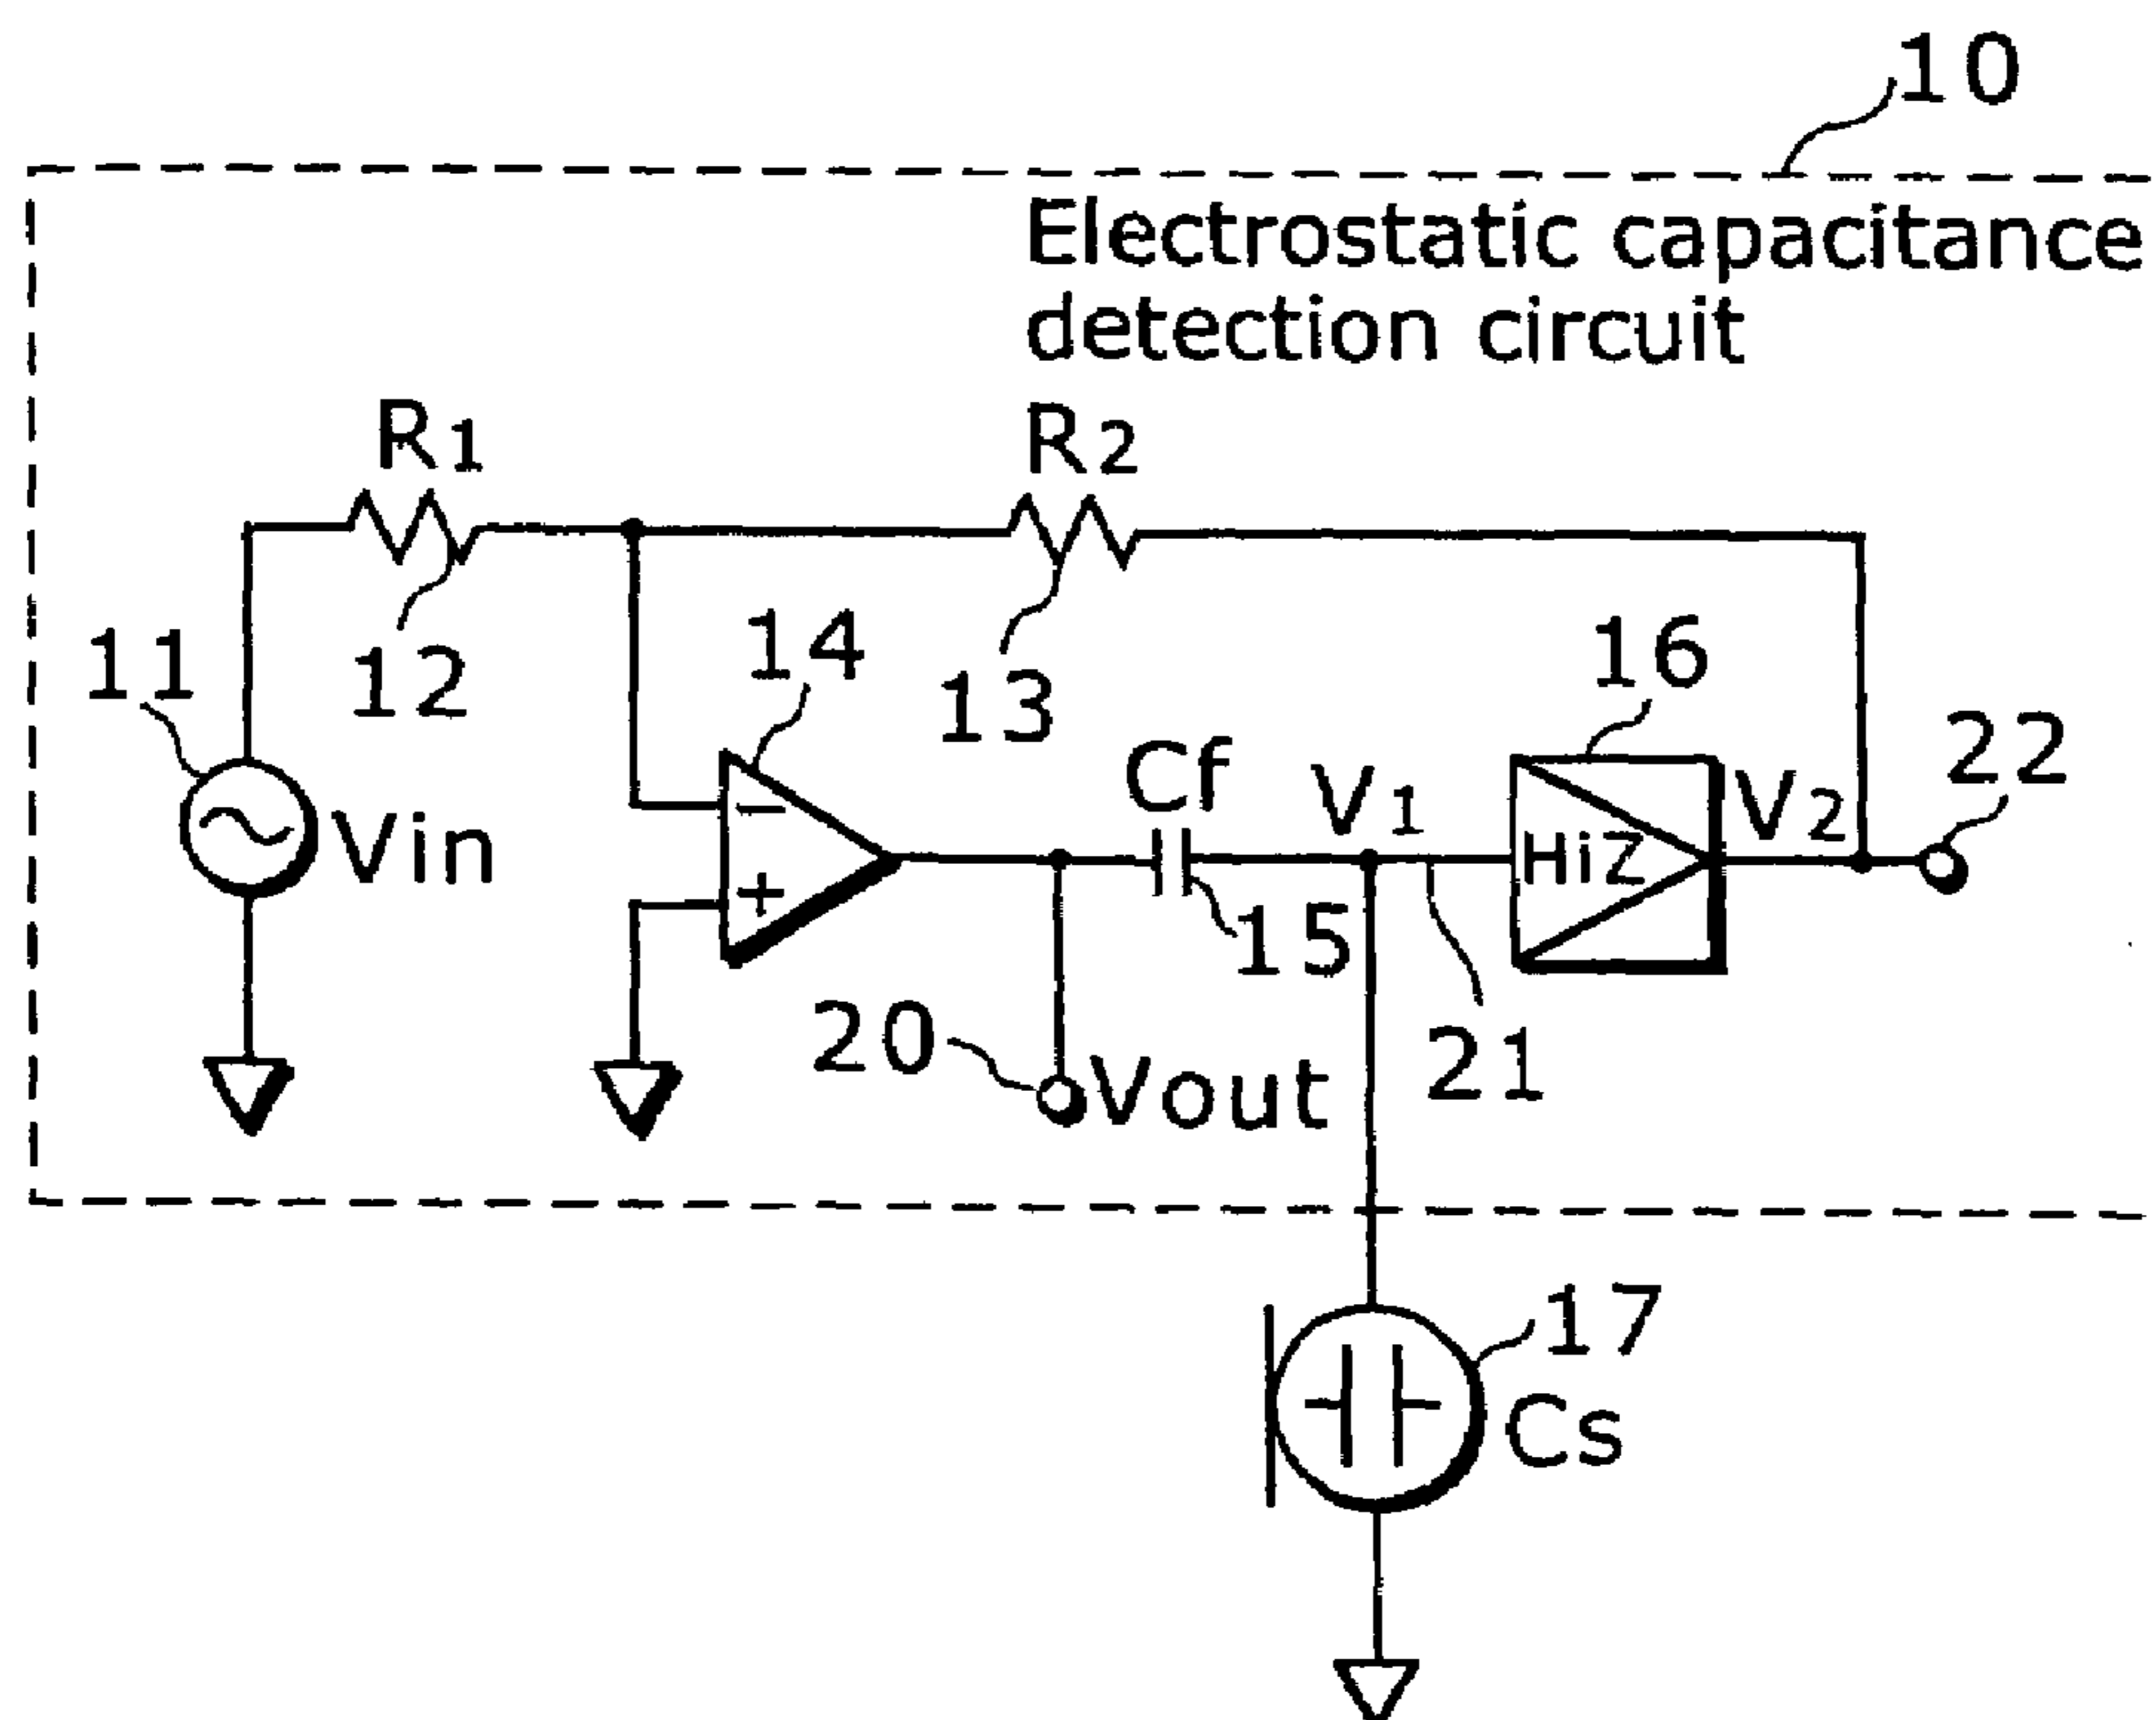 10
Electrostatic capacitance
detection circuit
R1
R2
11
12
14
13
16
22
Vin
Cf
V1
HiZ
V2
−
+
15
20
Vout
21
17
Cs